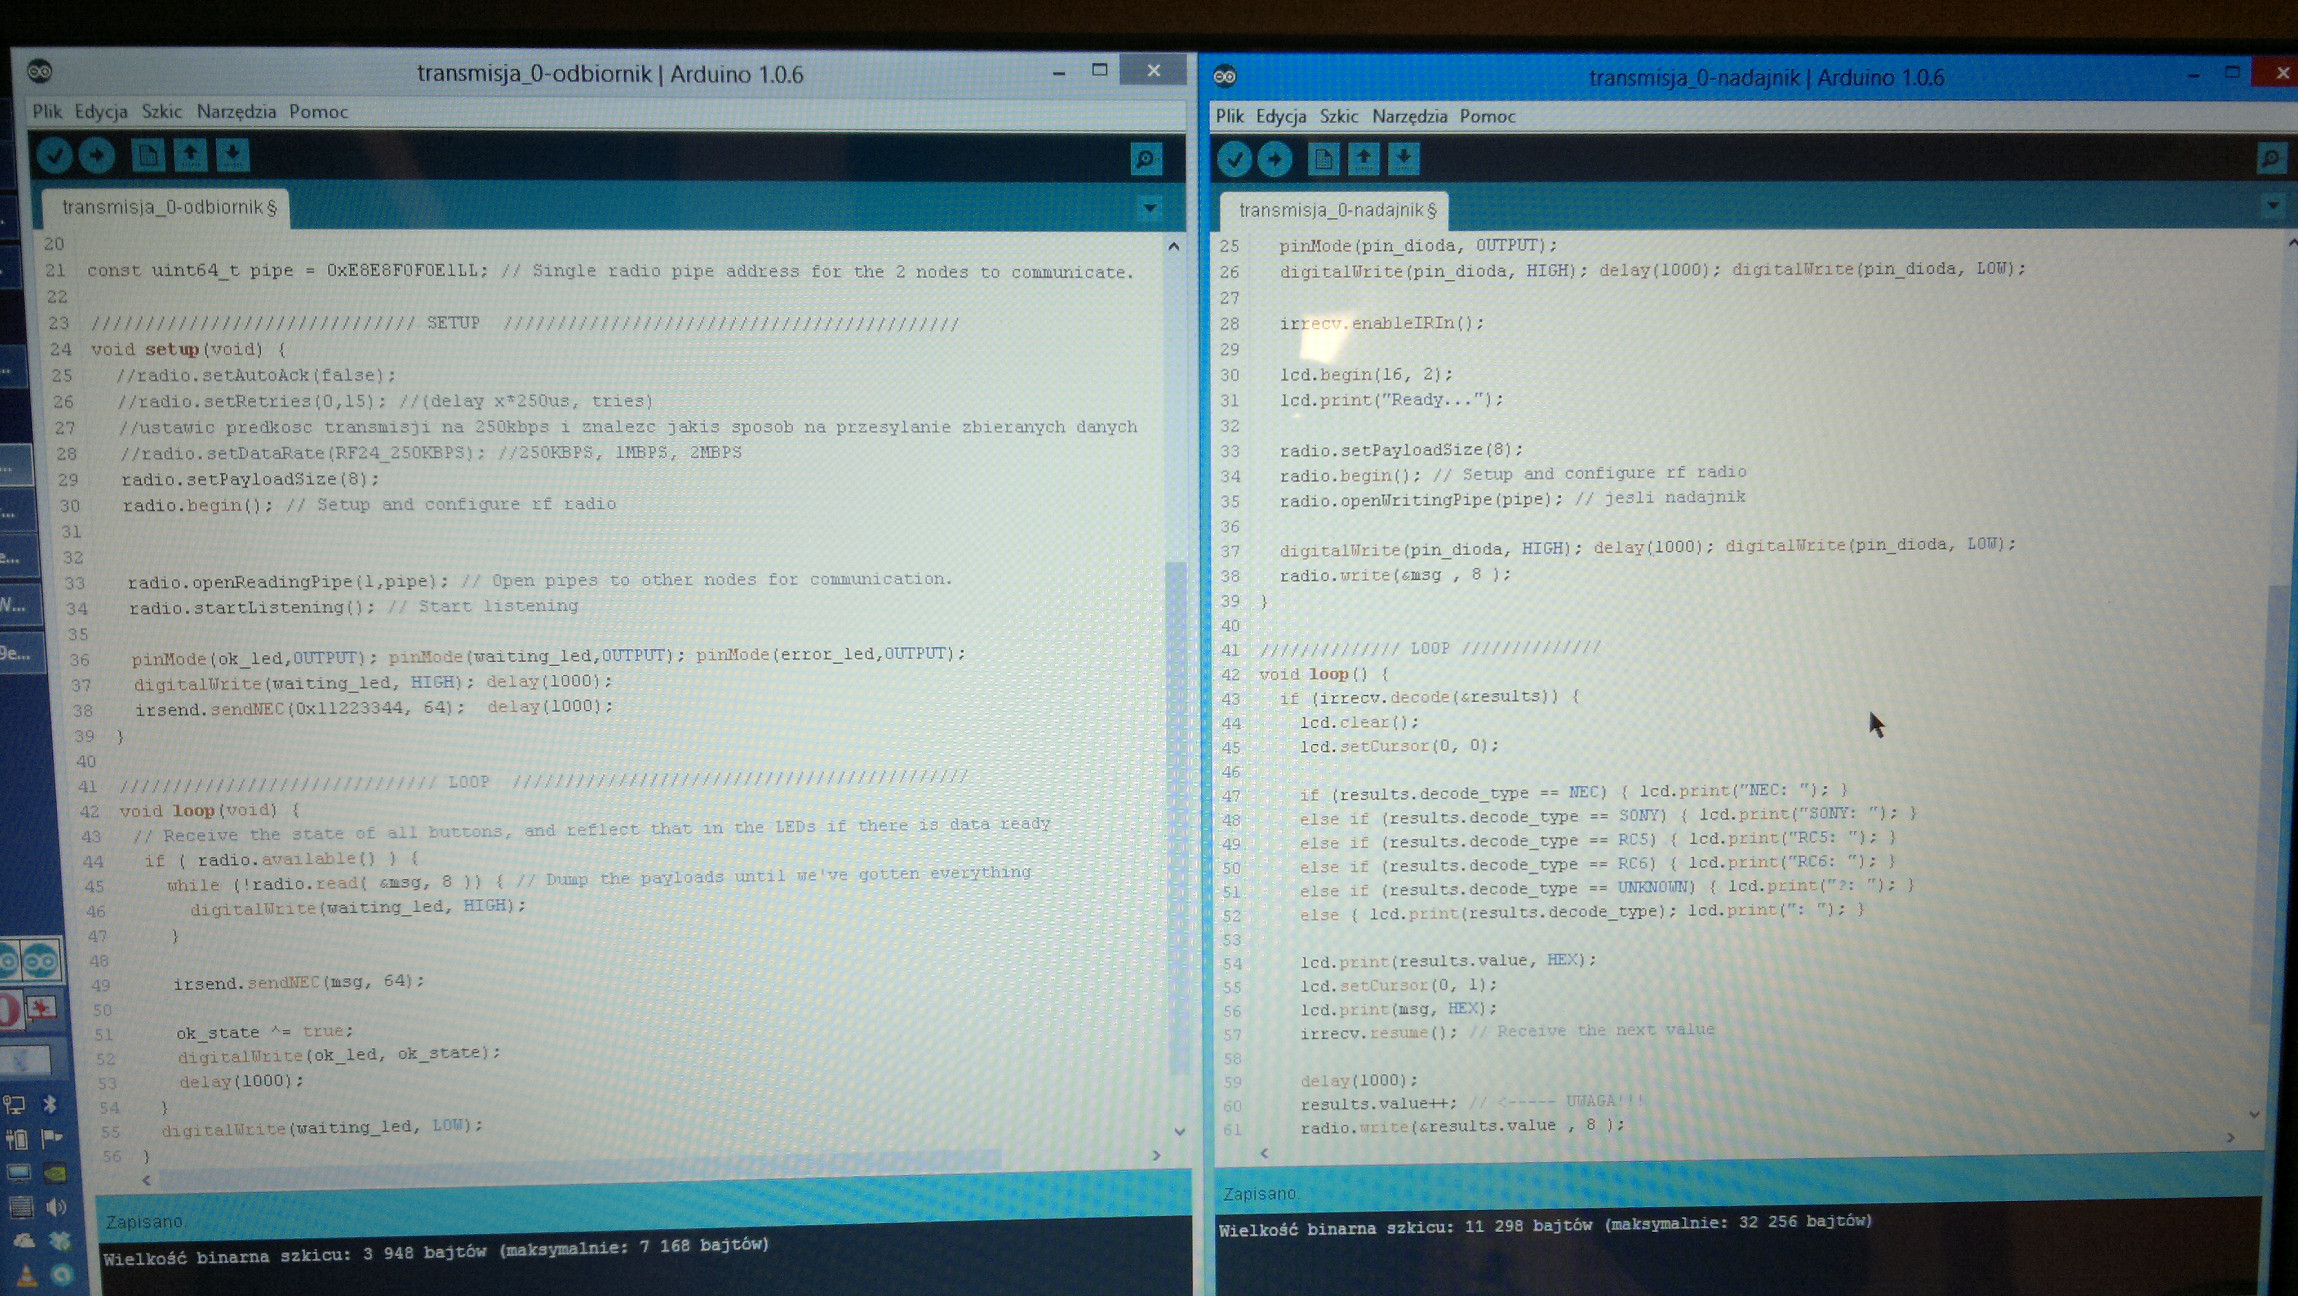 transmisja_0-odbiornik | Arduino 1.0.6
Plik Edycja Szkic Narzędzia Pomoc
transmisja_0-odbiornik §
20
21 const uint64_t pipe = 0xE8E8F0F0E1LL; // Single radio pipe address for the 2 nodes to communicate.
22
23 ////////////////////////////// SETUP //////////////////////////////////////////
24 void setup(void) {
25 //radio.setAutoAck(false);
26 //radio.setRetries(0,15); //(delay x*250us, tries)
27 //ustawic predkosc transmisji na 250kbps i znalezc jakis sposob na przesylanie zbieranych danych
28 //radio.setDataRate(RF24_250KBPS); //250KBPS, 1MBPS, 2MBPS
29 radio.setPayloadSize(8);
30 radio.begin(); // Setup and configure rf radio
31
32
33 radio.openReadingPipe(1,pipe); // Open pipes to other nodes for communication.
34 radio.startListening(); // Start listening
35
36 pinMode(ok_led,OUTPUT); pinMode(waiting_led,OUTPUT); pinMode(error_led,OUTPUT);
37 digitalWrite(waiting_led, HIGH); delay(1000);
38 irsend.sendNEC(0x11223344, 64); delay(1000);
39 }
40
41 ////////////////////////////// LOOP //////////////////////////////////////////
42 void loop(void) {
43 // Receive the state of all buttons, and reflect that in the LEDs if there is data ready
44 if ( radio.available() ) {
45 while (!radio.read( &msg, 8 )) { // Dump the payloads until we've gotten everything
46 digitalWrite(waiting_led, HIGH);
47 }
48
49 irsend.sendNEC(msg, 64);
50
51 ok_state ^= true;
52 digitalWrite(ok_led, ok_state);
53 delay(1000);
54 }
55 digitalWrite(waiting_led, LOW);
56 }
Zapisano.
Wielkość binarna szkicu: 3 948 bajtów (maksymalnie: 7 168 bajtów)
transmisja_0-nadajnik | Arduino 1.0.6
Plik Edycja Szkic Narzędzia Pomoc
transmisja_0-nadajnik §
25 pinMode(pin_dioda, OUTPUT);
26 digitalWrite(pin_dioda, HIGH); delay(1000); digitalWrite(pin_dioda, LOW);
27
28 irrecv.enableIRIn();
29
30 lcd.begin(16, 2);
31 lcd.print("Ready...");
32
33 radio.setPayloadSize(8);
34 radio.begin(); // Setup and configure rf radio
35 radio.openWritingPipe(pipe); // jesli nadajnik
36
37 digitalWrite(pin_dioda, HIGH); delay(1000); digitalWrite(pin_dioda, LOW);
38 radio.write(&msg , 8 );
39 }
40
41 ////////////// LOOP //////////////
42 void loop() {
43 if (irrecv.decode(&results)) {
44 lcd.clear();
45 lcd.setCursor(0, 0);
46
47 if (results.decode_type == NEC) { lcd.print("NEC: "); }
48 else if (results.decode_type == SONY) { lcd.print("SONY: "); }
49 else if (results.decode_type == RC5) { lcd.print("RC5: "); }
50 else if (results.decode_type == RC6) { lcd.print("RC6: "); }
51 else if (results.decode_type == UNKNOWN) { lcd.print("?: "); }
52 else { lcd.print(results.decode_type); lcd.print(": "); }
53
54 lcd.print(results.value, HEX);
55 lcd.setCursor(0, 1);
56 lcd.print(msg, HEX);
57 irrecv.resume(); // Receive the next value
58
59 delay(1000);
60 results.value++; // <----- UWAGA!!!
61 radio.write(&results.value , 8 );
Zapisano.
Wielkość binarna szkicu: 11 298 bajtów (maksymalnie: 32 256 bajtów)